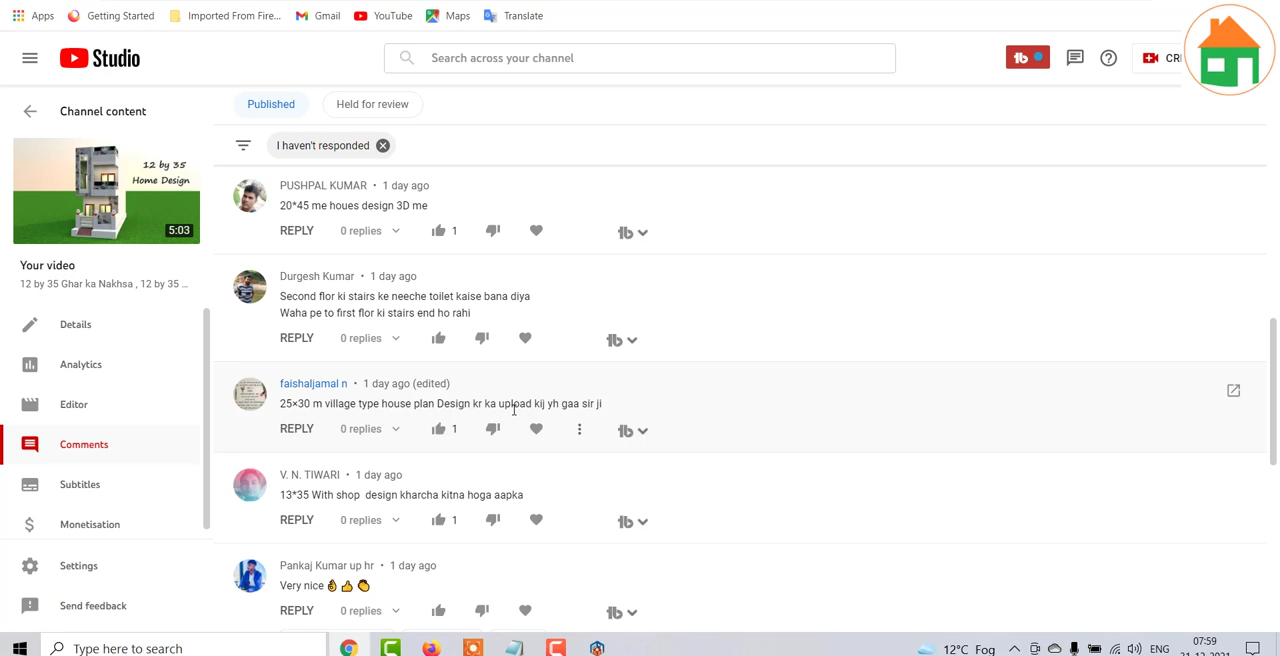 Apps Getting Started Imported From Fire... Gmail YouTube Maps Translate
Studio
Search across your channel
Channel content
Published Held for review
I haven't responded
12 by 35
Home Design
5:03
Your video
12 by 35 Ghar ka Nakhsa , 12 by 35 ...
Details
Analytics
Editor
Comments
Subtitles
Monetisation
Settings
Send feedback
PUSHPAL KUMAR • 1 day ago
20*45 me houes design 3D me
REPLY 0 replies 1
Durgesh Kumar • 1 day ago
Second flor ki stairs ke neeche toilet kaise bana diya
Waha pe to first flor ki stairs end ho rahi
REPLY 0 replies
faishaljamal n • 1 day ago (edited)
25×30 m village type house plan Design kr ka upload kij yh gaa sir ji
REPLY 0 replies 1
V. N. TIWARI • 1 day ago
13*35 With shop design kharcha kitna hoga aapka
REPLY 0 replies 1
Pankaj Kumar up hr • 1 day ago
Very nice 👌 👍 👏
REPLY 0 replies
Type here to search
12°C Fog
ENG
07:59